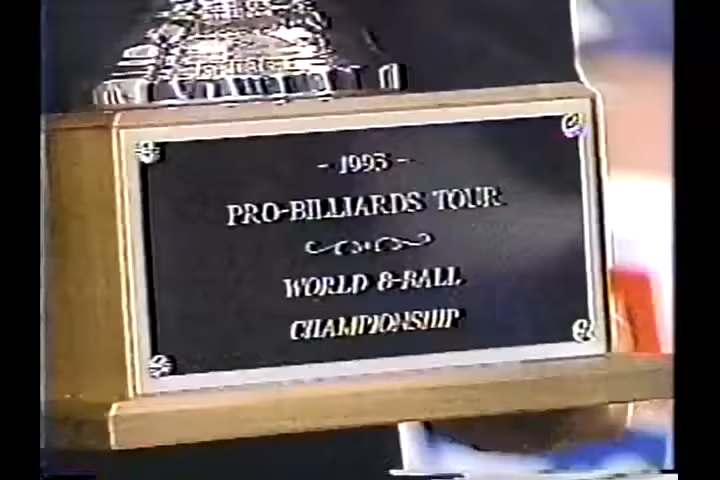 - 1995 -
PRO-BILLIARDS TOUR
WORLD 8-BALL
CHAMPIONSHIP